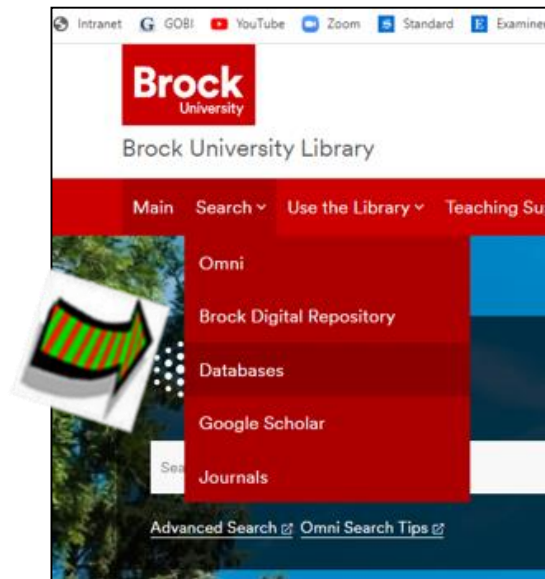 Intranet GOBI YouTube Zoom Standard Examiner
Brock
University
Brock University Library
Main Search Use the Library Teaching Su
Omni
Brock Digital Repository
Databases
Google Scholar
Sea
Journals
Advanced Search Omni Search Tips